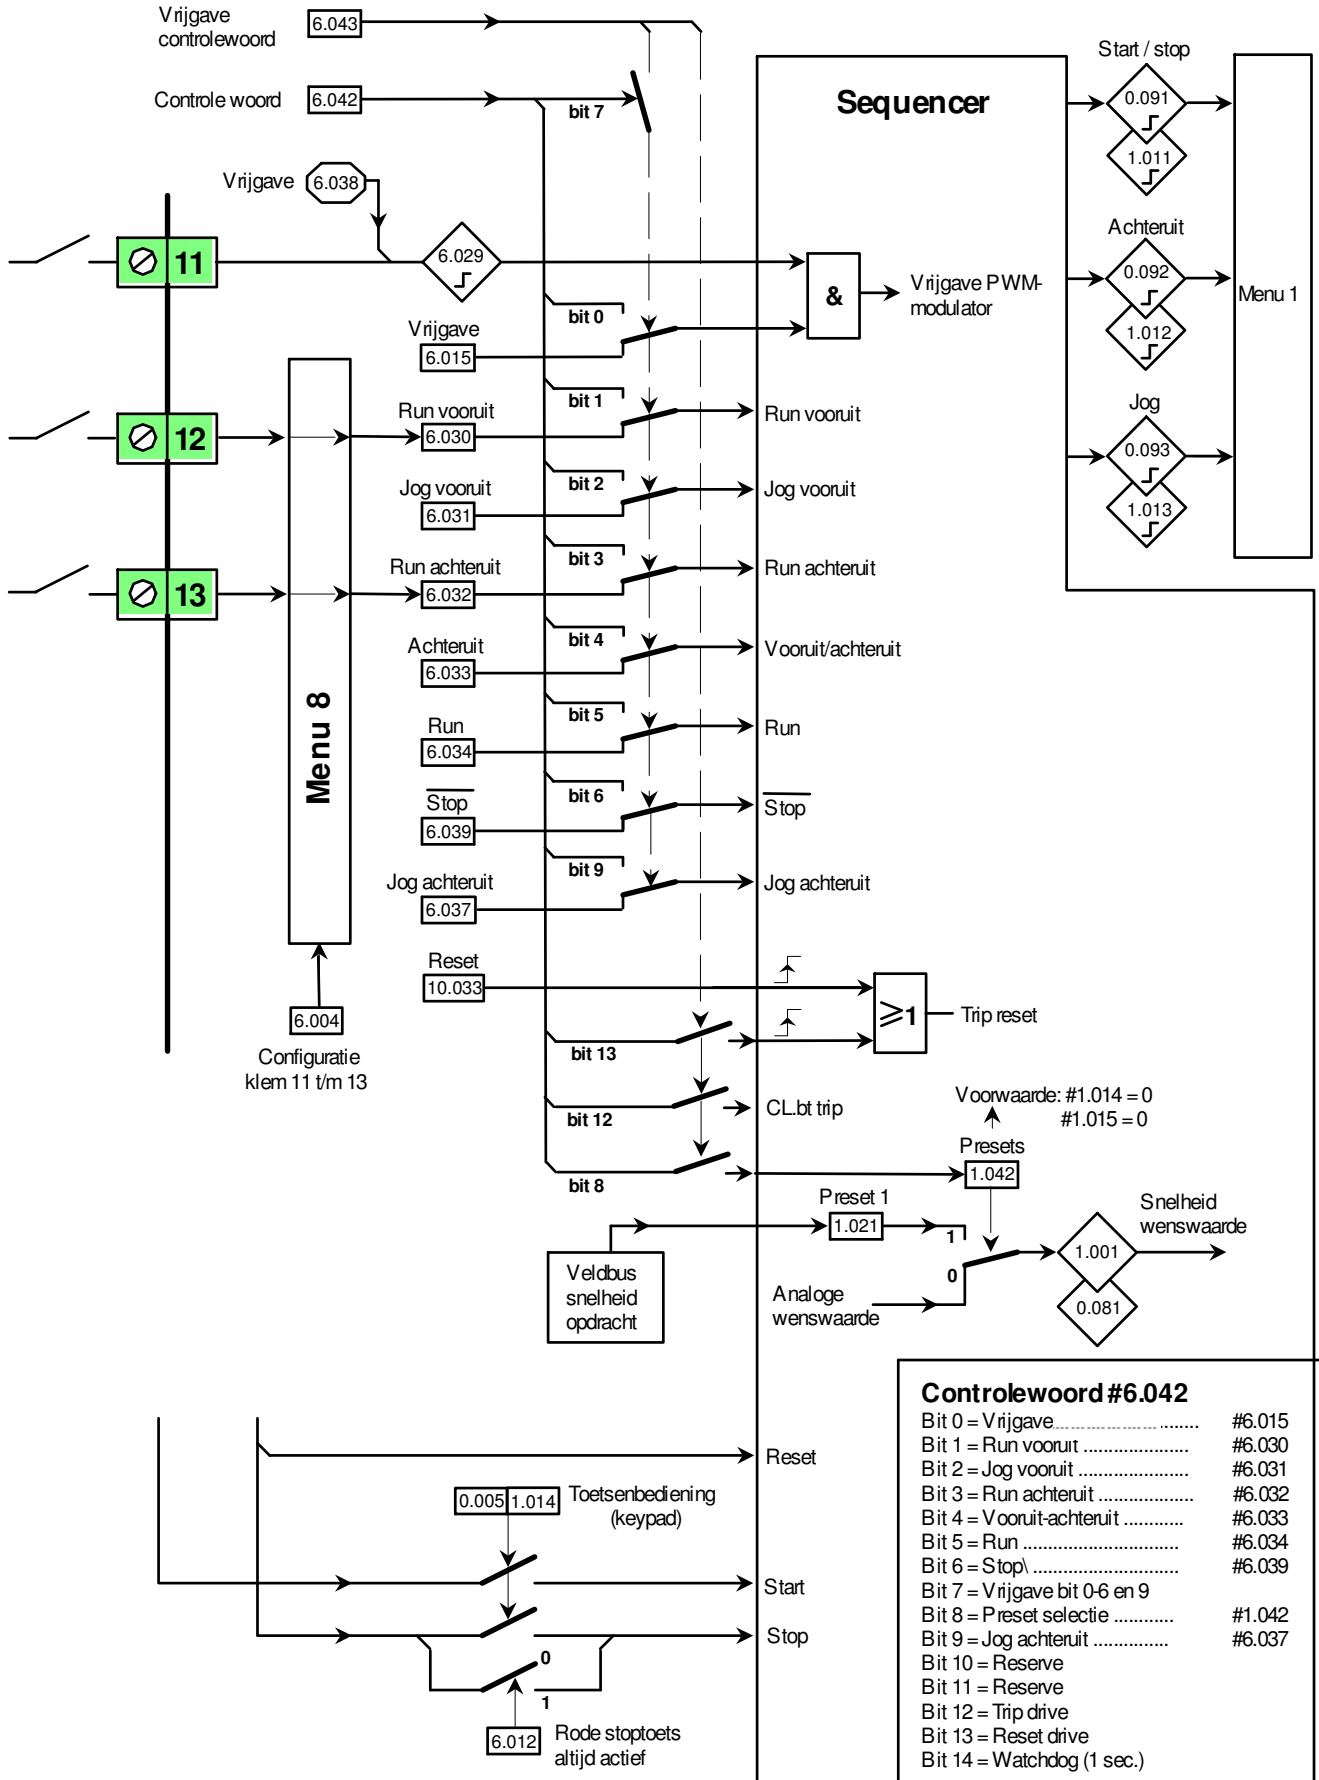 Vrijgave
controlewoord
6.043
Controle woord
6.042
bit 7
Sequencer
Start / stop
0.091
1.011
Vrijgave
6.038
11
6.029
&
Vrijgave PWM-
modulator
Achteruit
0.092
1.012
Menu 1
bit 0
Vrijgave
6.015
bit 1
12
Run vooruit
6.030
Run vooruit
Jog
0.093
1.013
bit 2
Jog vooruit
6.031
Jog vooruit
bit 3
13
Run achteruit
6.032
Run achteruit
bit 4
Achteruit
6.033
Vooruit/achteruit
Menu 8
bit 5
Run
6.034
Run
bit 6
Stop
6.039
Stop
bit 9
Jog achteruit
6.037
Jog achteruit
Reset
10.033
≥1
Trip reset
6.004
Configuratie
klem 11 t/m 13
bit 13
bit 12
CL.bt trip
Voorwaarde: #1.014 = 0
#1.015 = 0
bit 8
Presets
1.042
Preset 1
1.021
1
0
Veldbus
snelheid
opdracht
Analoge
wenswaarde
1.001
0.081
Snelheid
wenswaarde
Reset
0.005 1.014
Toetsenbediening
(keypad)
Start
Stop
0
1
6.012
Rode stoptoets
altijd actief
Controlewoord #6.042
Bit 0 = Vrijgave........................ #6.015
Bit 1 = Run vooruit ..................... #6.030
Bit 2 = Jog vooruit ...................... #6.031
Bit 3 = Run achteruit ................... #6.032
Bit 4 = Vooruit-achteruit ............ #6.033
Bit 5 = Run ................................ #6.034
Bit 6 = Stop\ ............................. #6.039
Bit 7 = Vrijgave bit 0-6 en 9
Bit 8 = Preset selectie ............ #1.042
Bit 9 = Jog achteruit ............... #6.037
Bit 10 = Reserve
Bit 11 = Reserve
Bit 12 = Trip drive
Bit 13 = Reset drive
Bit 14 = Watchdog (1 sec.)